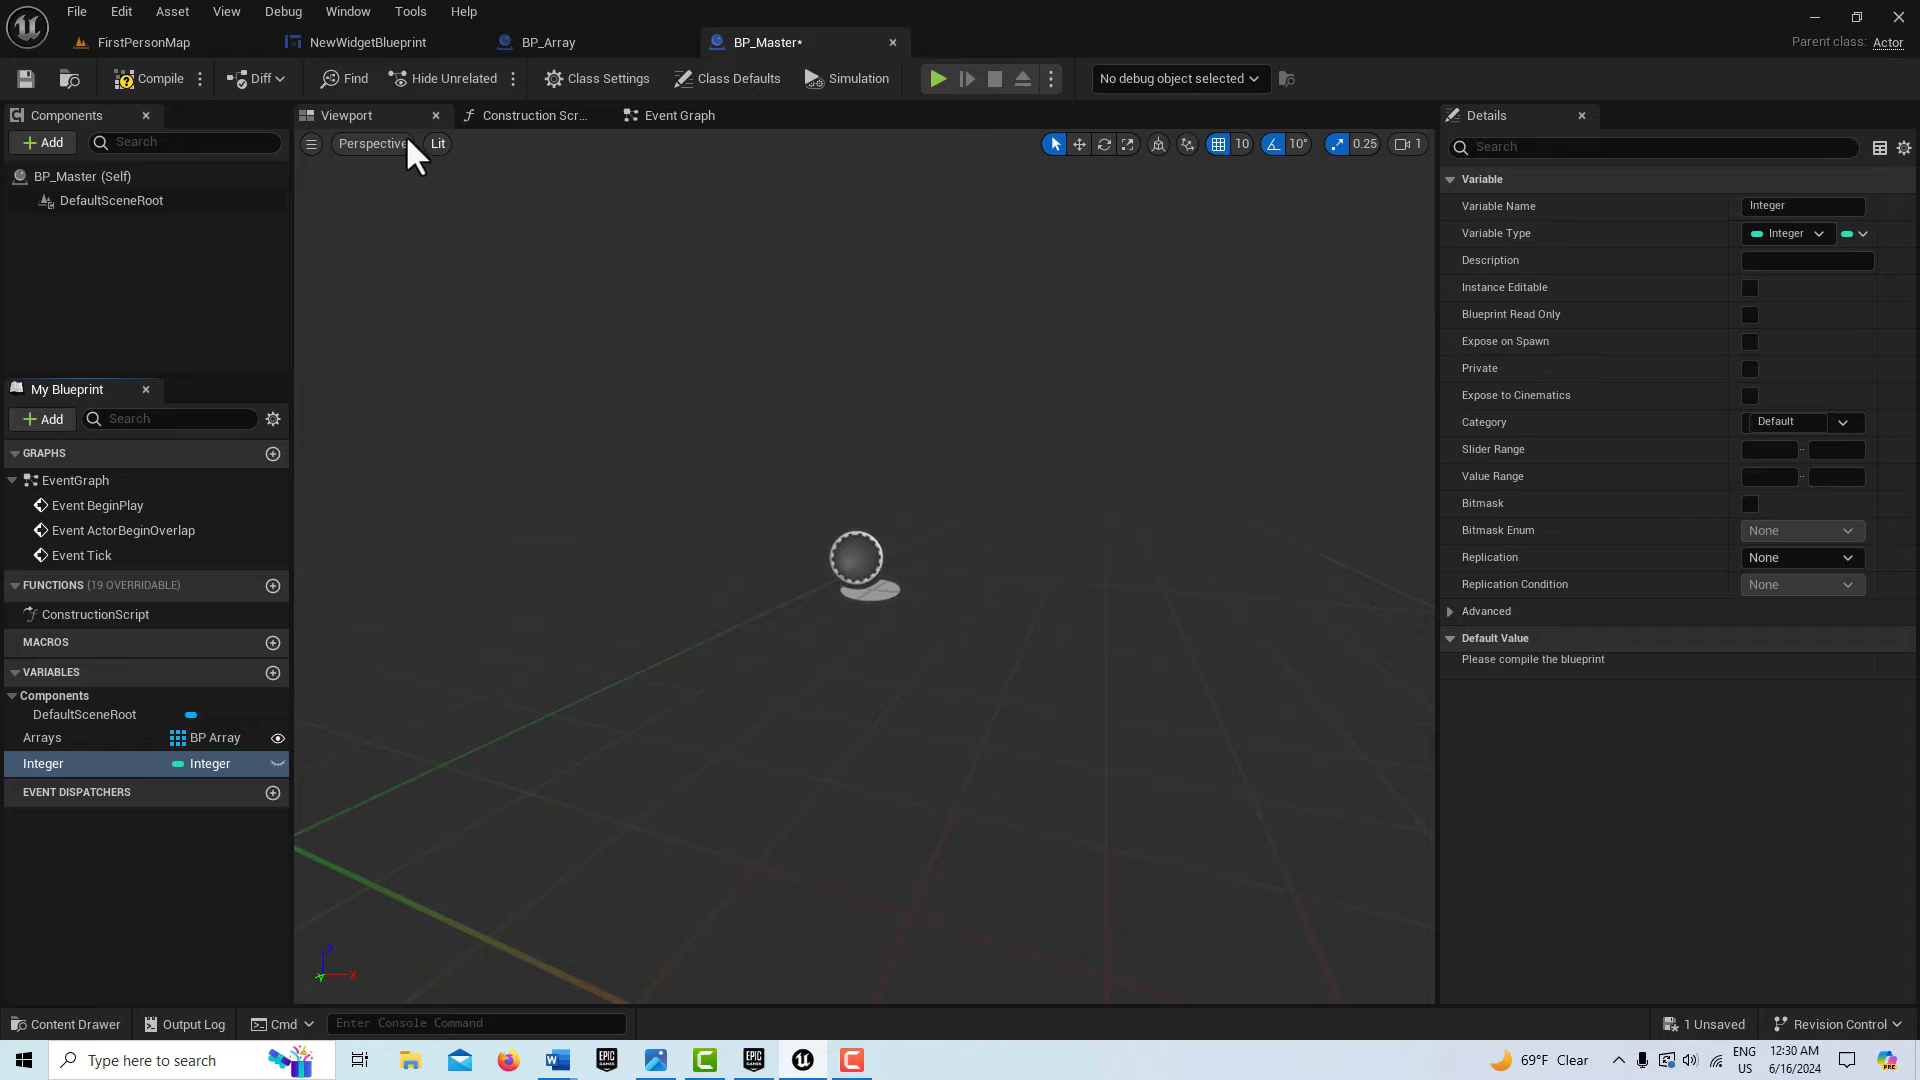 File Edit Asset View Debug Window Tools Help
FirstPersonMap NewWidgetBlueprint BP_Array BP_Master* Parent class: Actor
Compile Diff Find Hide Unrelated Class Settings Class Defaults Simulation No debug object selected
Components
Add Search
BP_Master (Self)
DefaultSceneRoot
My Blueprint
Add Search
GRAPHS
EventGraph
Event BeginPlay
Event ActorBeginOverlap
Event Tick
FUNCTIONS (19 OVERRIDABLE)
ConstructionScript
MACROS
VARIABLES
Components
DefaultSceneRoot
Arrays BP Array
Integer Integer
EVENT DISPATCHERS
Viewport Construction Scr... Event Graph
Perspective Lit 10 10° 0.25 1
Z
X
Y
Details
Search
Variable
Variable Name Integer
Variable Type Integer
Description
Instance Editable
Blueprint Read Only
Expose on Spawn
Private
Expose to Cinematics
Category Default
Slider Range ..
Value Range ..
Bitmask
Bitmask Enum None
Replication None
Replication Condition None
Advanced
Default Value
Please compile the blueprint
Content Drawer Output Log Cmd Enter Console Command 1 Unsaved Revision Control
Type here to search 69°F Clear ENG US 12:30 AM 6/16/2024